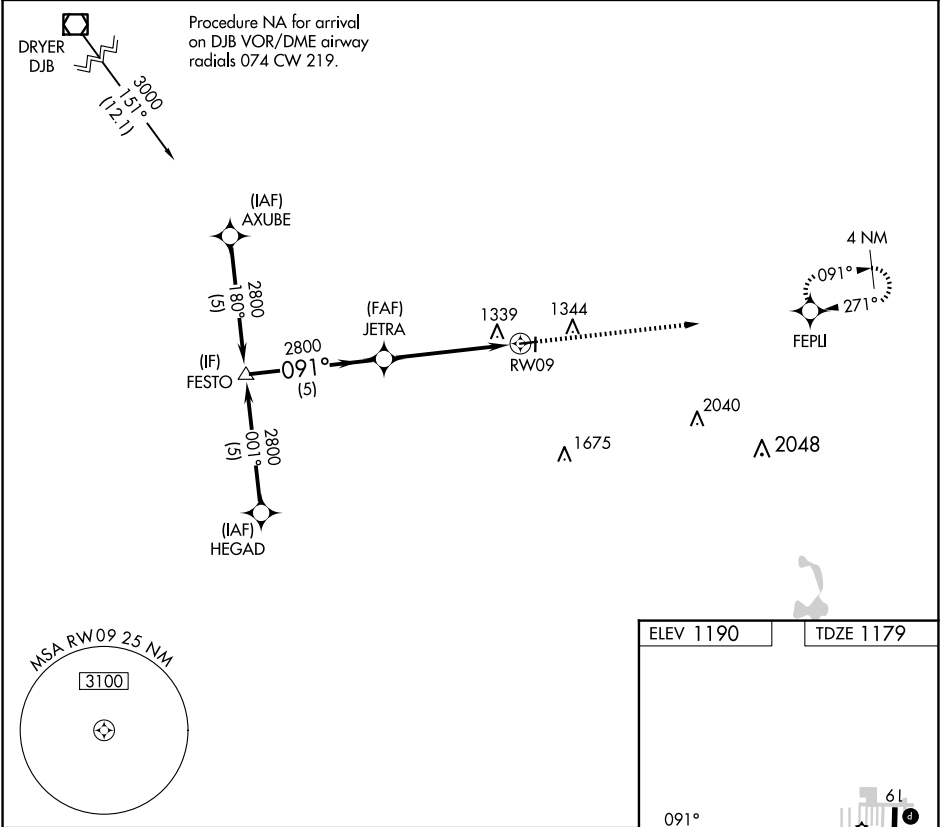 DRYER
DJB
Procedure NA for arrival
on DJB VOR/DME airway
radials 074 CW 219.
3000
151°
(12.1)
(IAF)
AXUBE
2800
180°
(5)
4 NM
091°
271°
FEPLI
(FAF)
JETRA
1339
1344
RW09
(IF)
FESTO
2800
091°
(5)
2800
001°
(5)
2040
2048
1675
(IAF)
HEGAD
MSA RW09 25 NM
3100
ELEV 1190
TDZE 1179
091°
19
P